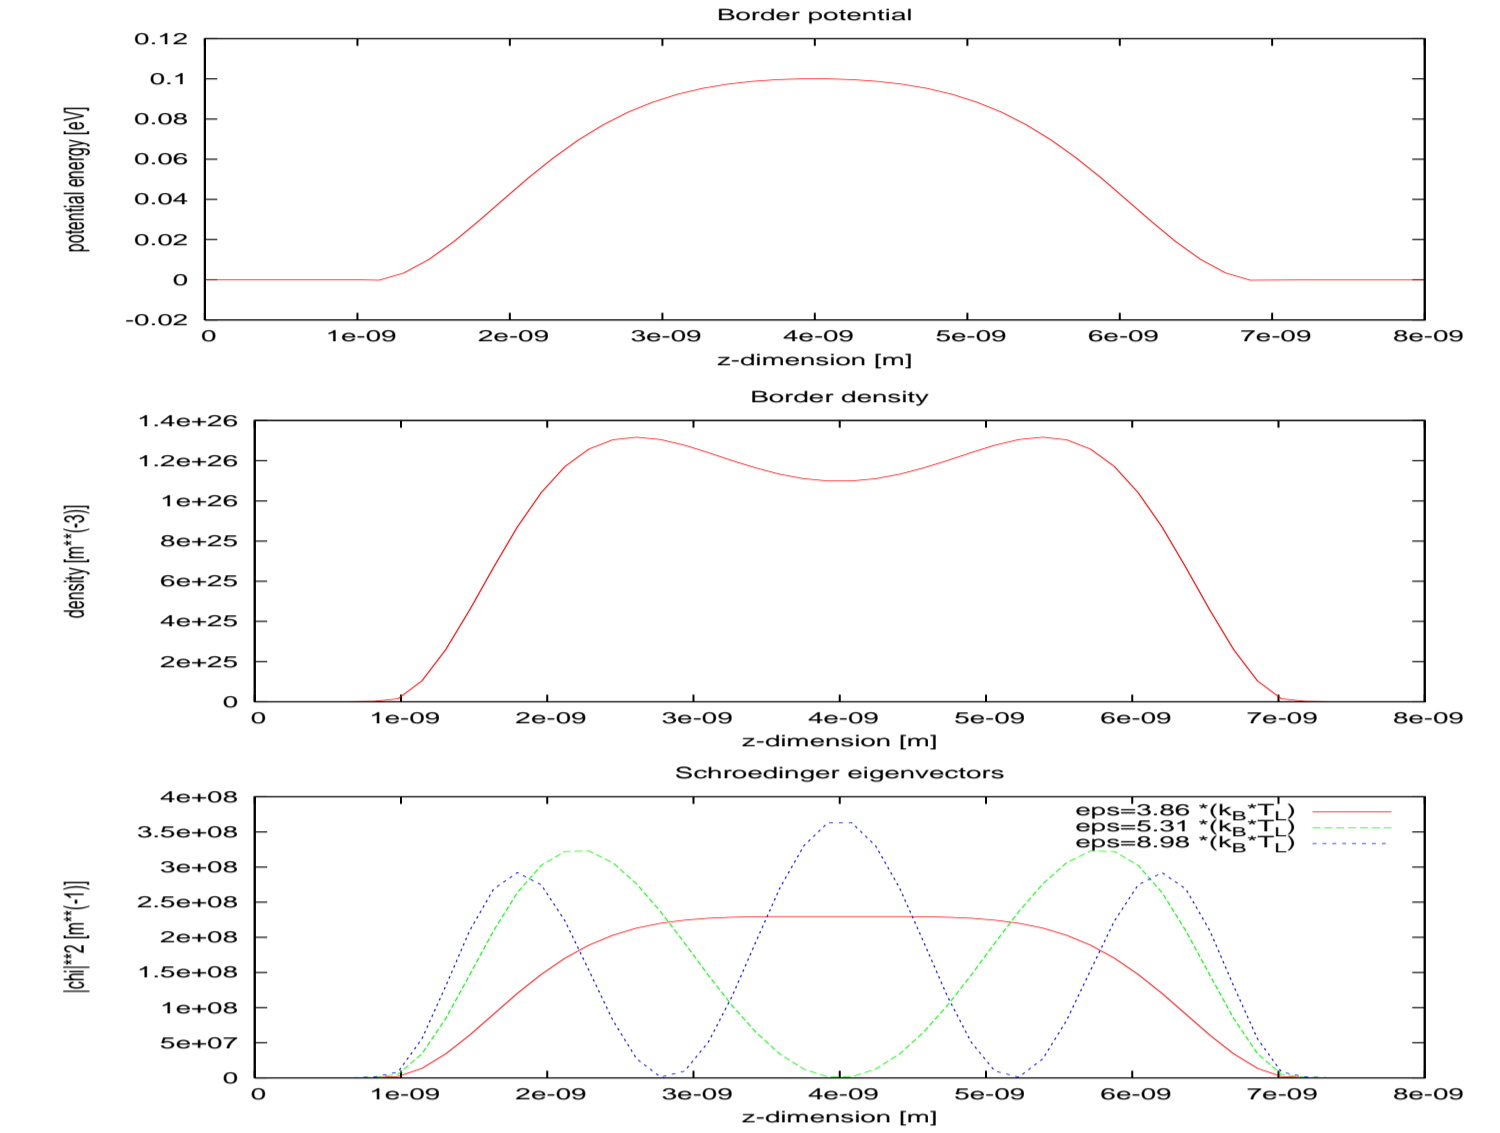 Border potential
potential energy [eV]
0.12
0.1
0.08
0.06
0.04
0.02
0
-0.02
0 1e-09 2e-09 3e-09 4e-09 5e-09 6e-09 7e-09 8e-09
z-dimension [m]
Border density
density [m**(-3)]
1.4e+26
1.2e+26
1e+26
8e+25
6e+25
4e+25
2e+25
0
0 1e-09 2e-09 3e-09 4e-09 5e-09 6e-09 7e-09 8e-09
z-dimension [m]
Schroedinger eigenvectors
|chi|**2 [m**(-1)]
4e+08
3.5e+08
3e+08
2.5e+08
2e+08
1.5e+08
1e+08
5e+07
0
eps=3.86 *(k_B*T_L)
eps=5.31 *(k_B*T_L)
eps=8.98 *(k_B*T_L)
0 1e-09 2e-09 3e-09 4e-09 5e-09 6e-09 7e-09 8e-09
z-dimension [m]